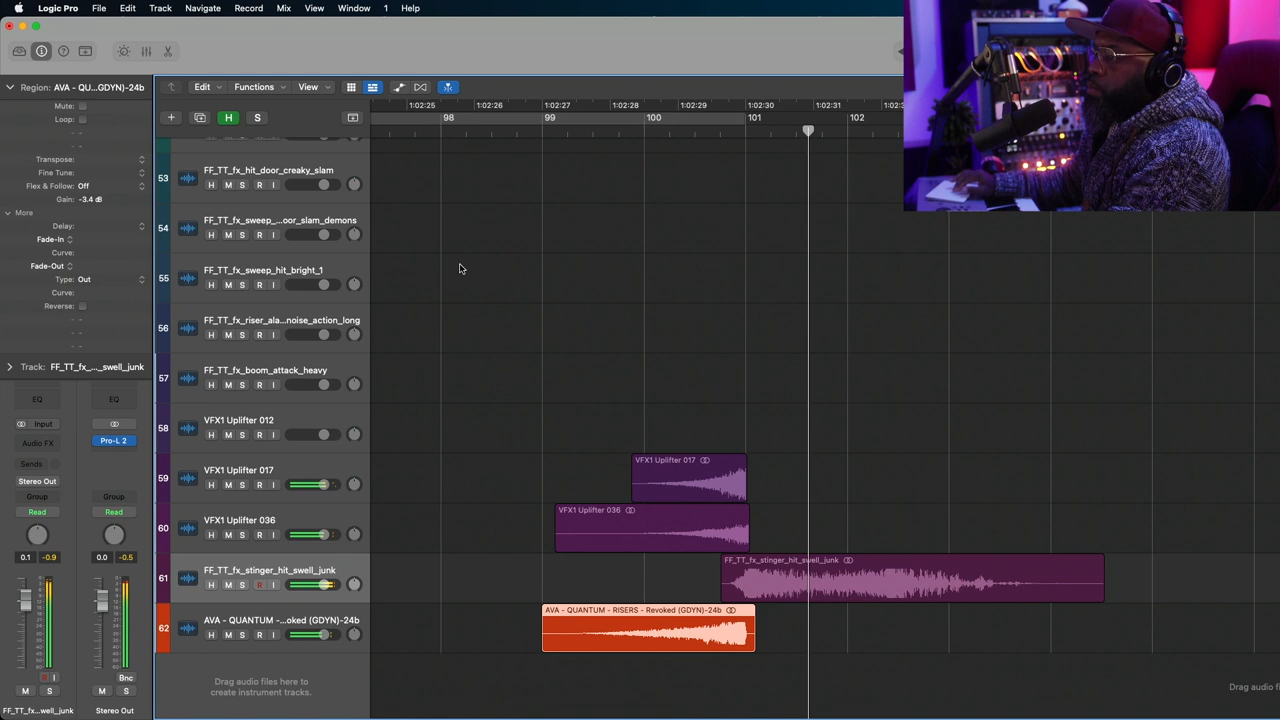 Logic Pro File Edit Track Navigate Record Mix View Window 1 Help
Region: AVA - QU...GDYN)-24b
Mute:
Loop:
Transpose:
Fine Tune:
Flex & Follow: Off
Gain: -3.4 dB
More
Delay:
Fade-In
Curve:
Fade-Out
Type: Out
Curve:
Reverse:
Track: FF_TT_fx_..._swell_junk
EQ EQ
Input
Audio FX Pro-L 2
Sends
Stereo Out
Group Group
Read Read
0.1 -0.9 0.0 -0.5
R I Bnc
M S M S
FF_TT_fx...well_junk Stereo Out
Edit Functions View
H S
1:02:25 1:02:26 1:02:27 1:02:28 1:02:29 1:02:30 1:02:31
98 99 100 101 102
53 FF_TT_fx_hit_door_creaky_slam
H M S R I
54 FF_TT_fx_sweep_...oor_slam_demons
H M S R I
55 FF_TT_fx_sweep_hit_bright_1
H M S R I
56 FF_TT_fx_riser_ala...noise_action_long
H M S R I
57 FF_TT_fx_boom_attack_heavy
H M S R I
58 VFX1 Uplifter 012
H M S R I
59 VFX1 Uplifter 017
H M S R I
VFX1 Uplifter 017
60 VFX1 Uplifter 036
H M S R I
VFX1 Uplifter 036
61 FF_TT_fx_stinger_hit_swell_junk
H M S R I
FF_TT_fx_stinger_hit_swell_junk
62 AVA - QUANTUM -...oked (GDYN)-24b
H M S R I
AVA - QUANTUM - RISERS - Revoked (GDYN)-24b
Drag audio files here to
create instrument tracks.
Drag audio fi